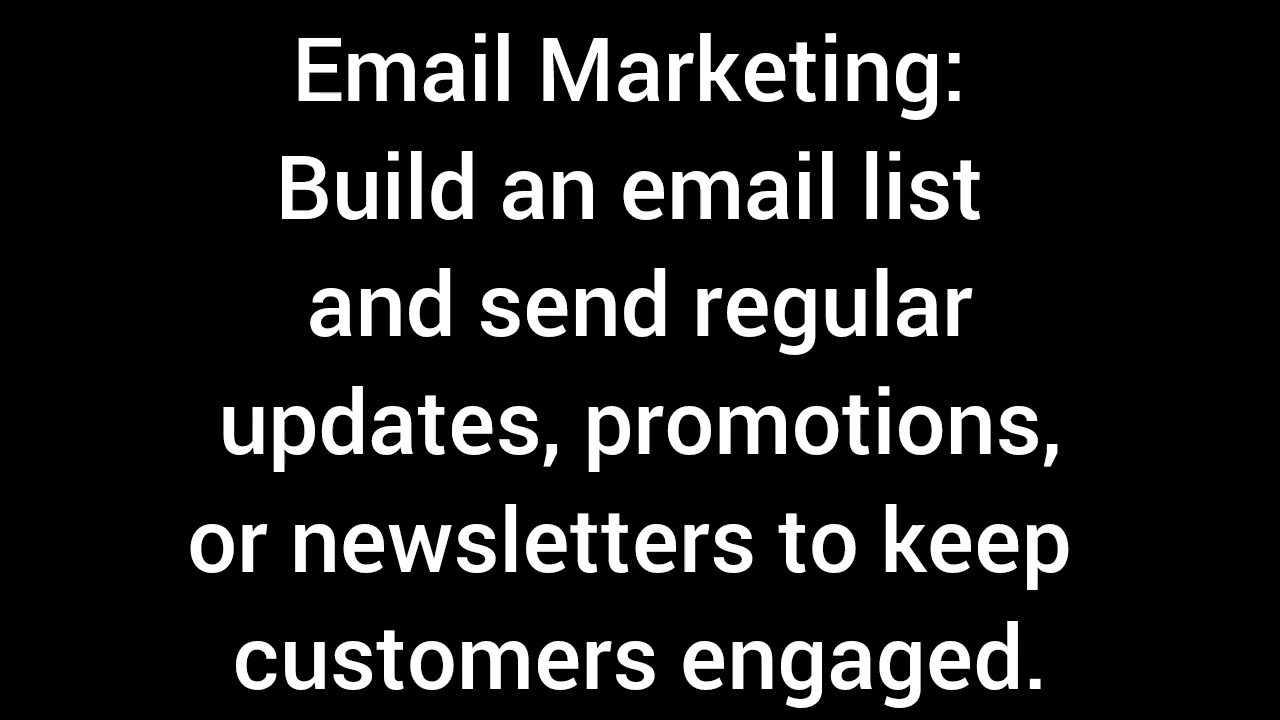 Email Marketing:
Build an email list
and send regular
updates, promotions,
or newsletters to keep
customers engaged.